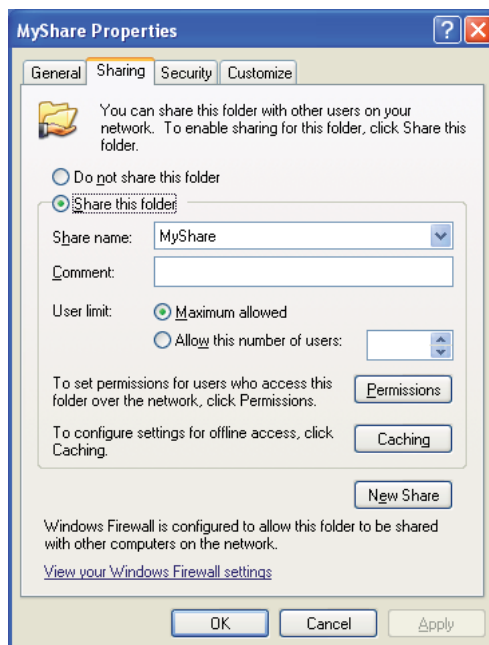 MyShare Properties
General Sharing Security Customize
You can share this folder with other users on your
network. To enable sharing for this folder, click Share this
folder.
Do not share this folder
Share this folder
Share name: MyShare
Comment:
User limit: Maximum allowed
Allow this number of users:
To set permissions for users who access this
folder over the network, click Permissions.
Permissions
To configure settings for offline access, click
Caching.
Caching
New Share
Windows Firewall is configured to allow this folder to be shared
with other computers on the network.
View your Windows Firewall settings
OK Cancel Apply